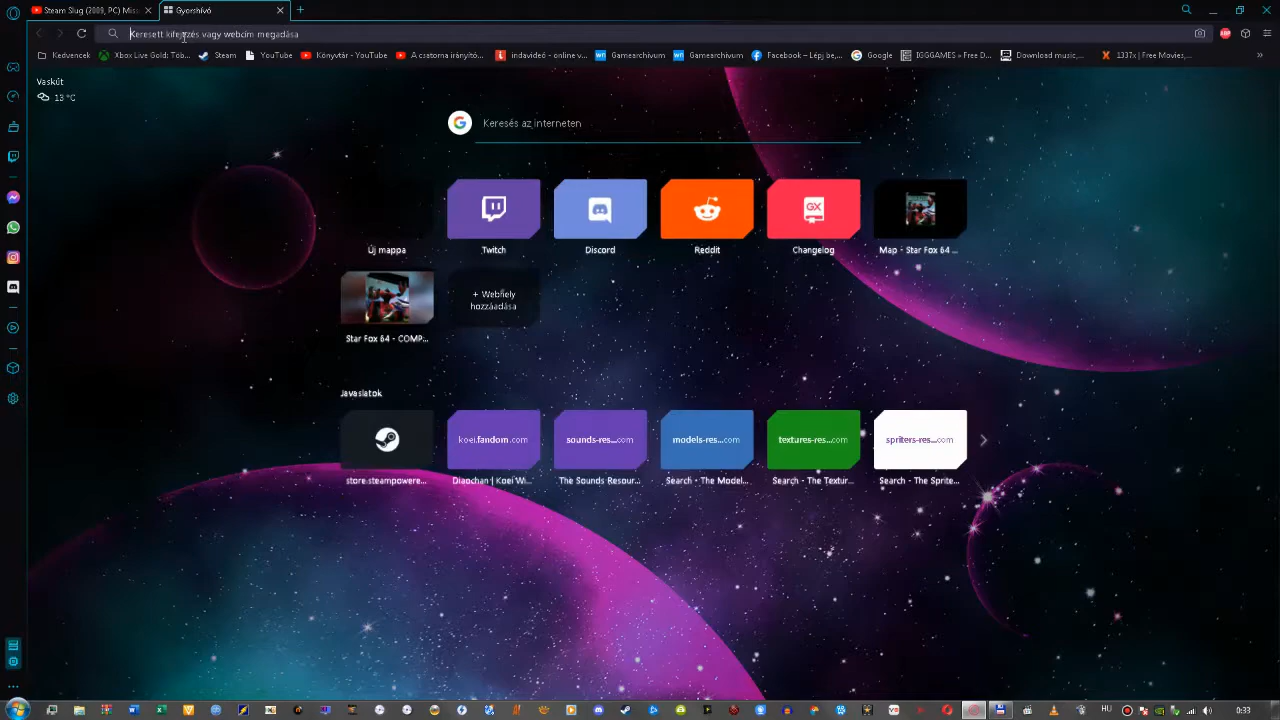 Steam Slug (2009, PC) Miss
Gyorshívó
Keresett kifejezés vagy webcím megadása
Kedvencek
Xbox Live Gold: Töb...
Steam
YouTube
Könyvtár - YouTube
A csatorna irányító...
indavideó - online v...
Gamearchivum
Gamearchivum
Facebook – Lépj be,...
Google
IGGGAMES » Free D...
Download music,...
1337x | Free Movies,...
Vaskút
13 °C
Keresés az interneten
GX
Új mappa
Twitch
Discord
Reddit
Changelog
Map - Star Fox 64 ...
+ Webhely
hozzáadása
Star Fox 64 - COMP...
Javaslatok
koei.fandom.com
sounds-res...com
models-res...com
textures-res...com
spriters-res...com
store.steampowere...
Diaochan | Koei Wi...
The Sounds Resour...
Search - The Model...
Search - The Textur...
Search - The Sprite...
HU
0:33